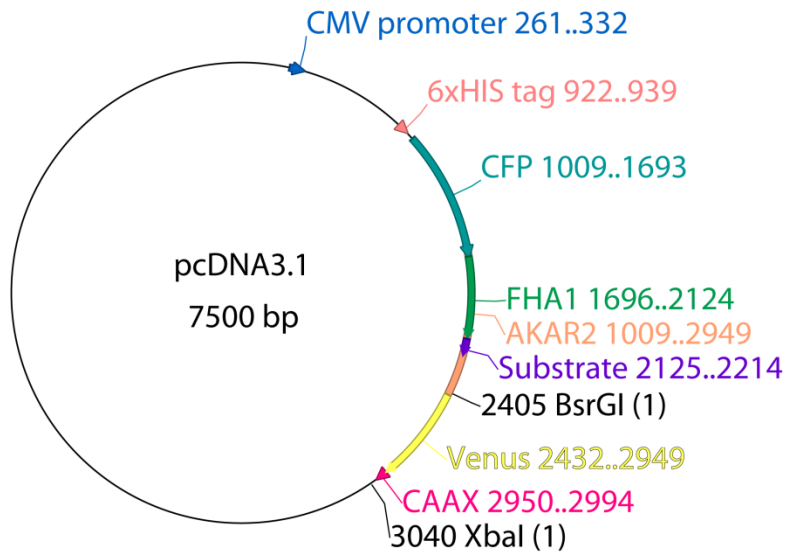 CMV promoter 261..332
6xHIS tag 922..939
CFP 1009..1693
pcDNA3.1
7500 bp
FHA1 1696..2124
AKAR2 1009..2949
Substrate 2125..2214
2405 BsrGI (1)
Venus 2432..2949
CAAX 2950..2994
3040 XbaI (1)